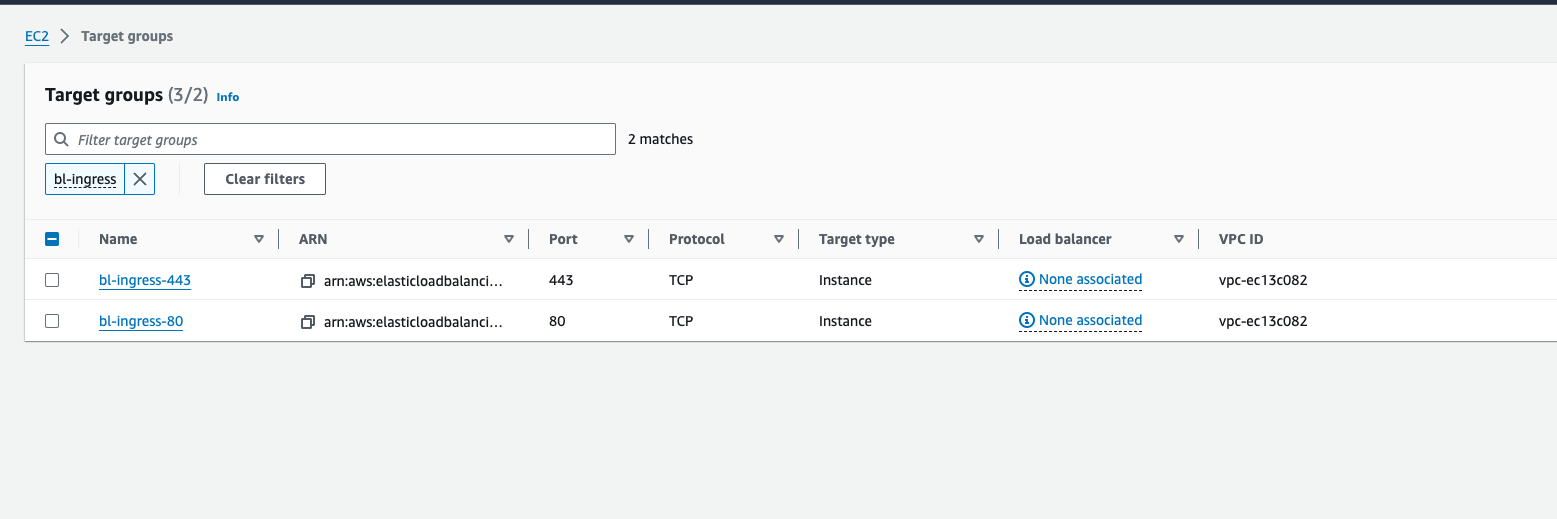 EC2 > Target groups
Target groups (3/2) Info
Filter target groups 2 matches
bl-ingress Clear filters
Name ARN Port Protocol Target type Load balancer VPC ID
bl-ingress-443 arn:aws:elasticloadbalanci... 443 TCP Instance None associated vpc-ec13c082
bl-ingress-80 arn:aws:elasticloadbalanci... 80 TCP Instance None associated vpc-ec13c082